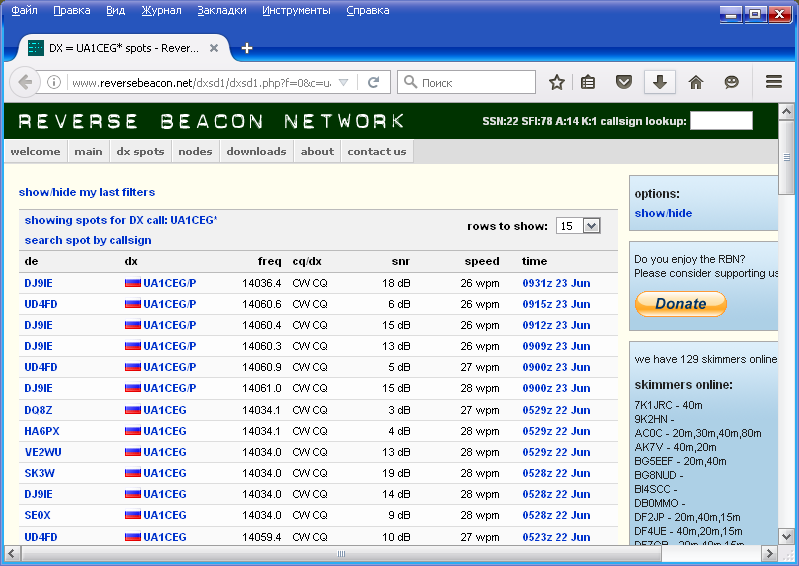 Файл Правка Вид Журнал Закладки Инструменты Справка
DX = UA1CEG* spots - Rever...
www.reversebeacon.net/dxsd1/dxsd1.php?f=0&c=u
Поиск
REVERSE BEACON NETWORK
SSN:22 SFI:78 A:14 K:1 callsign lookup:
welcome main dx spots nodes downloads about contact us
show/hide my last filters
showing spots for DX call: UA1CEG*
search spot by callsign
rows to show: 15
de dx freq cq/dx snr speed time
DJ9IE UA1CEG/P 14036.4 CW CQ 18 dB 26 wpm 0931z 23 Jun
UD4FD UA1CEG/P 14060.6 CW CQ 6 dB 26 wpm 0915z 23 Jun
DJ9IE UA1CEG/P 14060.4 CW CQ 15 dB 26 wpm 0912z 23 Jun
DJ9IE UA1CEG/P 14060.3 CW CQ 13 dB 26 wpm 0909z 23 Jun
UD4FD UA1CEG/P 14060.9 CW CQ 5 dB 27 wpm 0900z 23 Jun
DJ9IE UA1CEG/P 14061.0 CW CQ 15 dB 28 wpm 0900z 23 Jun
DQ8Z UA1CEG 14034.1 CW CQ 3 dB 27 wpm 0529z 22 Jun
HA6PX UA1CEG 14034.1 CW CQ 4 dB 28 wpm 0529z 22 Jun
VE2WU UA1CEG 14034.0 CW CQ 13 dB 28 wpm 0529z 22 Jun
SK3W UA1CEG 14034.0 CW CQ 19 dB 28 wpm 0528z 22 Jun
DJ9IE UA1CEG 14034.0 CW CQ 14 dB 28 wpm 0528z 22 Jun
SE0X UA1CEG 14034.0 CW CQ 9 dB 28 wpm 0528z 22 Jun
UD4FD UA1CEG 14059.4 CW CQ 10 dB 27 wpm 0523z 22 Jun
options:
show/hide
Do you enjoy the RBN?
Please consider supporting us
Donate
we have 129 skimmers online
skimmers online:
7K1JRC - 40m
9K2HN -
AC0C - 20m,30m,40m,80m
AK7V - 40m,20m
BG5EEF - 20m,40m
BG8NUD -
BI4SCC -
DB0MMO -
DF2JP - 20m,40m,15m
DF4UE - 40m,20m,15m